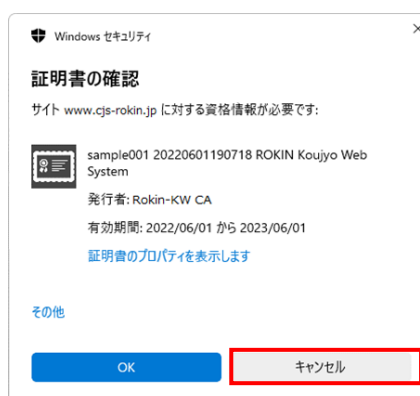 Windows セキュリティ
証明書の確認
サイト www.cjs-rokin.jp に対する資格情報が必要です:
sample001 20220601190718 ROKIN Koujyo Web
System
発行者: Rokin-KW CA
有効期間: 2022/06/01 から 2023/06/01
証明書のプロパティを表示します
その他
OK
キャンセル